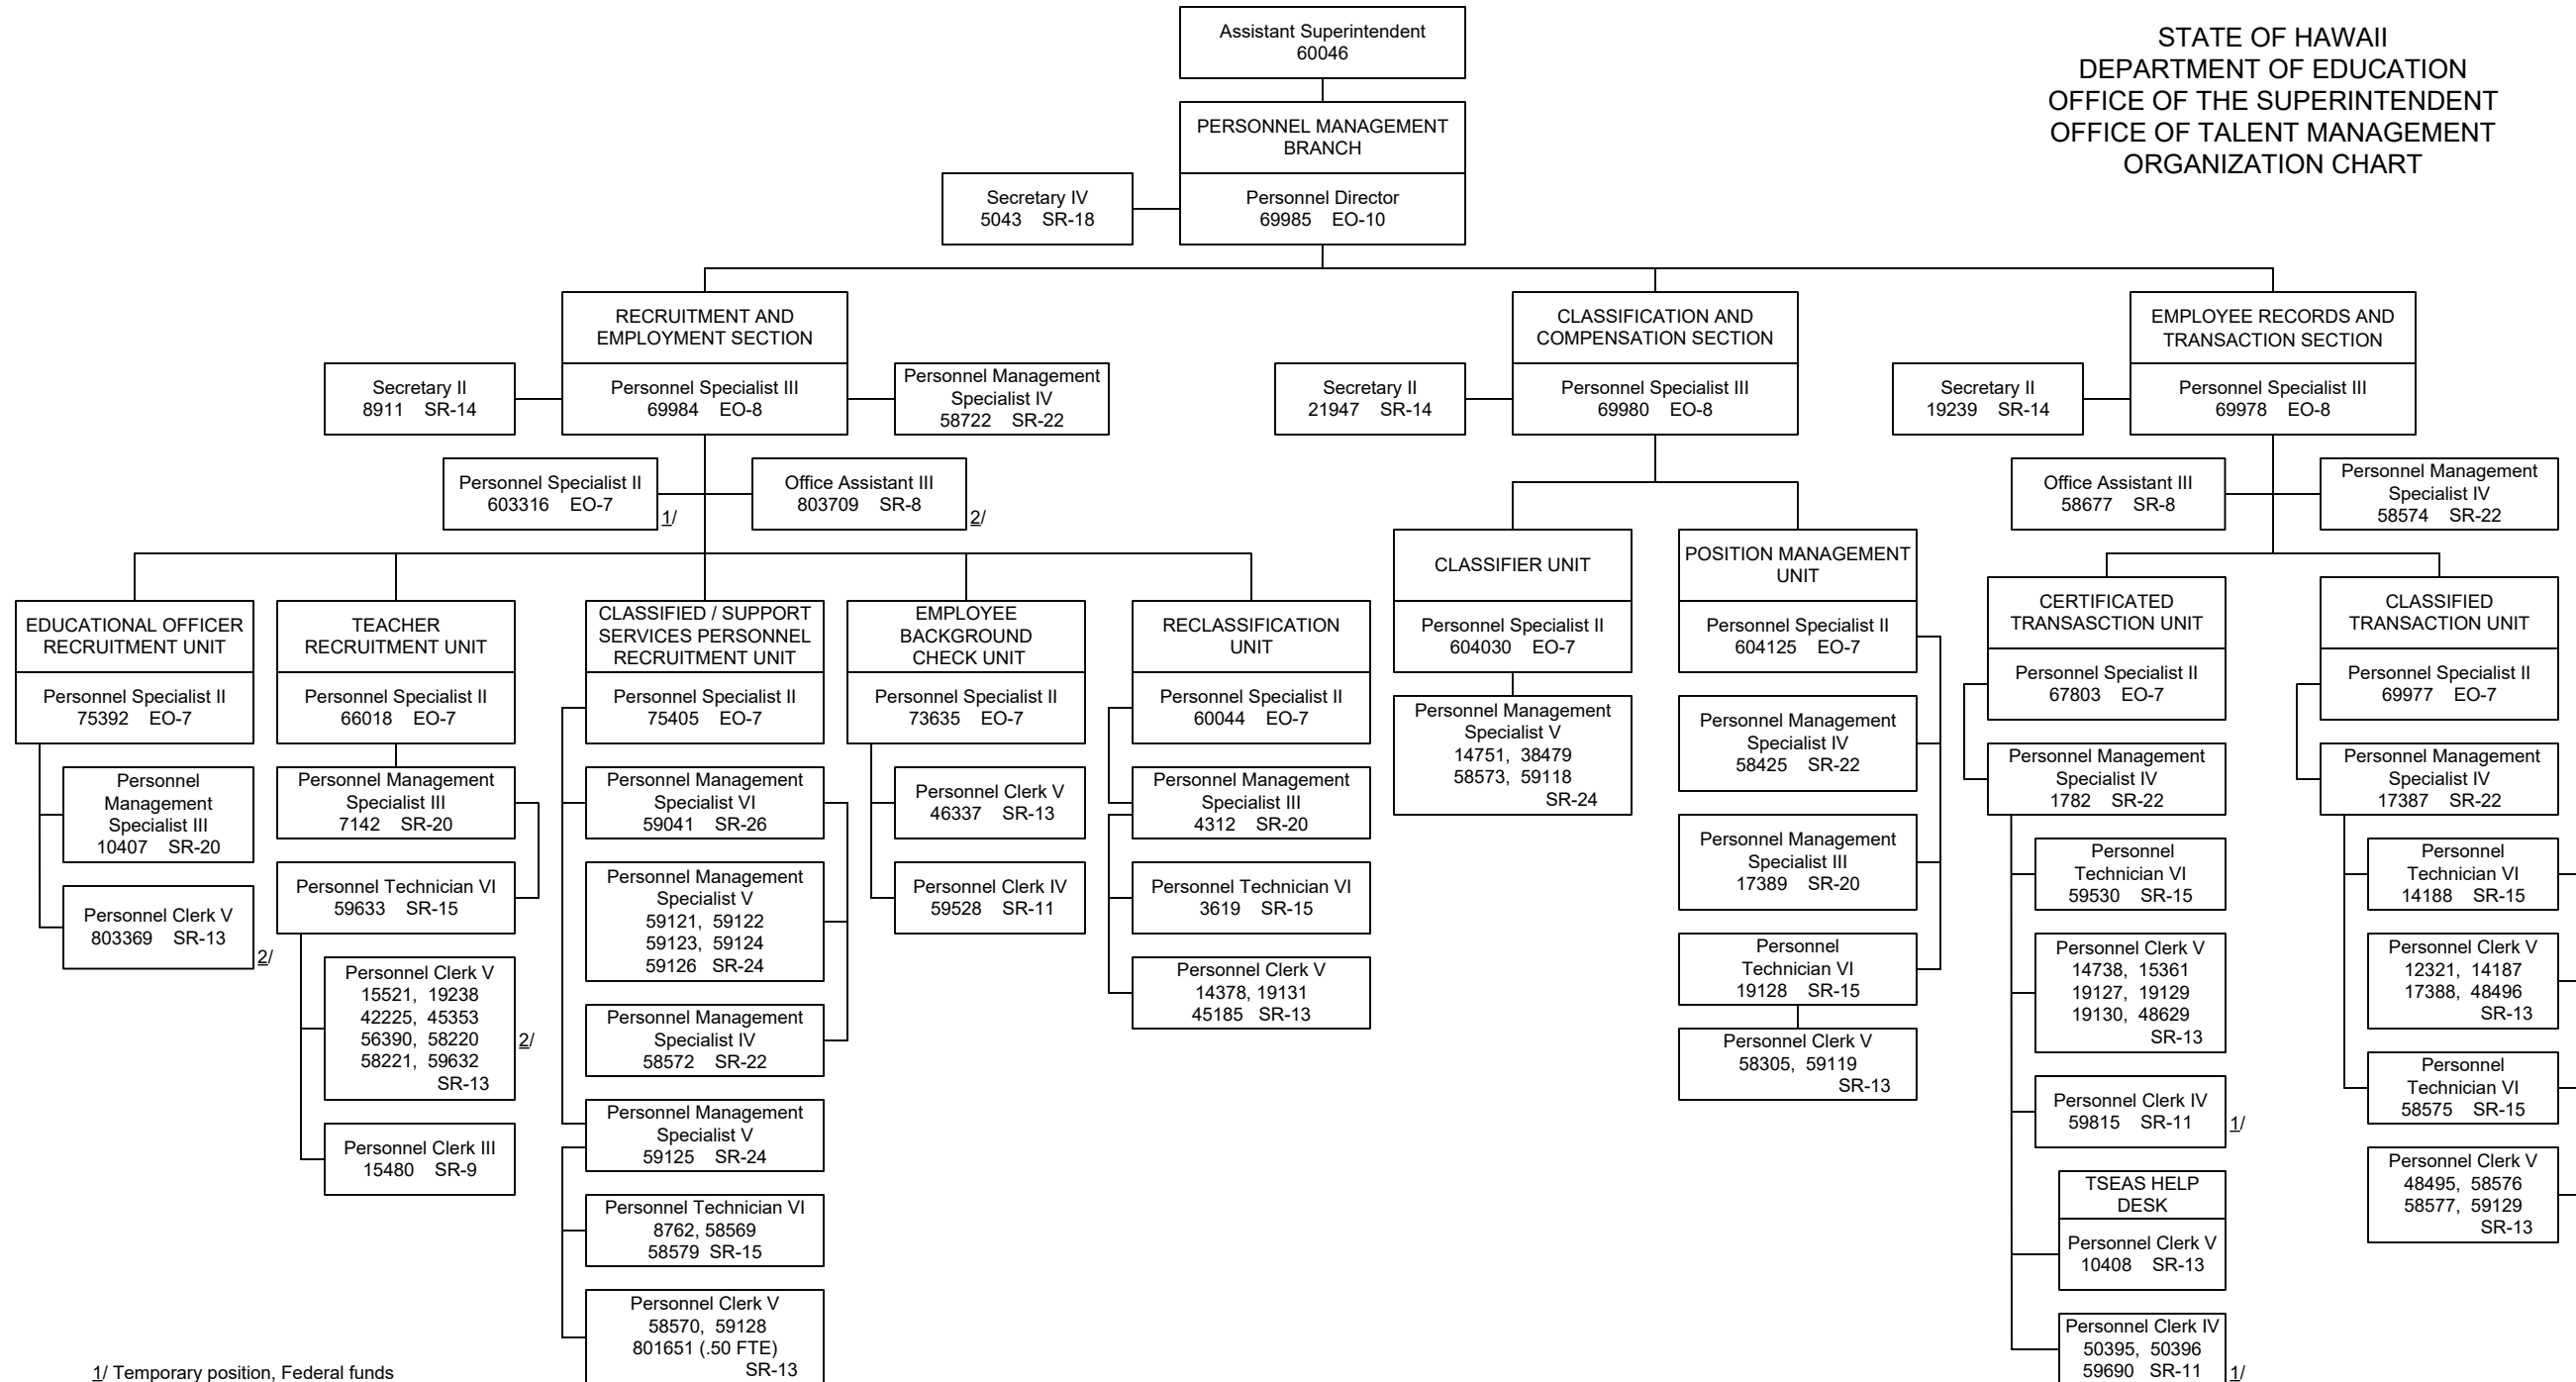 STATE OF HAWAII
DEPARTMENT OF EDUCATION
OFFICE OF THE SUPERINTENDENT
OFFICE OF TALENT MANAGEMENT
ORGANIZATION CHART
Assistant Superintendent
60046
PERSONNEL MANAGEMENT
BRANCH
Personnel Director
69985 EO-10
Secretary IV
5043 SR-18
RECRUITMENT AND
EMPLOYMENT SECTION
Personnel Specialist III
69984 EO-8
Secretary II
8911 SR-14
Personnel Management
Specialist IV
58722 SR-22
Personnel Specialist II
603316 EO-7
1/
Office Assistant III
803709 SR-8
2/
EDUCATIONAL OFFICER
RECRUITMENT UNIT
Personnel Specialist II
75392 EO-7
Personnel
Management
Specialist III
10407 SR-20
Personnel Clerk V
803369 SR-13
2/
TEACHER
RECRUITMENT UNIT
Personnel Specialist II
66018 EO-7
Personnel Management
Specialist III
7142 SR-20
Personnel Technician VI
59633 SR-15
Personnel Clerk V
15521, 19238
42225, 45353
56390, 58220
58221, 59632
SR-13
2/
Personnel Clerk III
15480 SR-9
CLASSIFIED / SUPPORT
SERVICES PERSONNEL
RECRUITMENT UNIT
Personnel Specialist II
75405 EO-7
Personnel Management
Specialist VI
59041 SR-26
Personnel Management
Specialist V
59121, 59122
59123, 59124
59126 SR-24
Personnel Management
Specialist IV
58572 SR-22
Personnel Management
Specialist V
59125 SR-24
Personnel Technician VI
8762, 58569
58579 SR-15
Personnel Clerk V
58570, 59128
801651 (.50 FTE)
SR-13
EMPLOYEE
BACKGROUND
CHECK UNIT
Personnel Specialist II
73635 EO-7
Personnel Clerk V
46337 SR-13
Personnel Clerk IV
59528 SR-11
RECLASSIFICATION
UNIT
Personnel Specialist II
60044 EO-7
Personnel Management
Specialist III
4312 SR-20
Personnel Technician VI
3619 SR-15
Personnel Clerk V
14378, 19131
45185 SR-13
CLASSIFICATION AND
COMPENSATION SECTION
Personnel Specialist III
69980 EO-8
Secretary II
21947 SR-14
CLASSIFIER UNIT
Personnel Specialist II
604030 EO-7
Personnel Management
Specialist V
14751, 38479
58573, 59118
SR-24
POSITION MANAGEMENT
UNIT
Personnel Specialist II
604125 EO-7
Personnel Management
Specialist IV
58425 SR-22
Personnel Management
Specialist III
17389 SR-20
Personnel
Technician VI
19128 SR-15
Personnel Clerk V
58305, 59119
SR-13
EMPLOYEE RECORDS AND
TRANSACTION SECTION
Personnel Specialist III
69978 EO-8
Secretary II
19239 SR-14
Office Assistant III
58677 SR-8
Personnel Management
Specialist IV
58574 SR-22
CERTIFICATED
TRANSASCTION UNIT
Personnel Specialist II
67803 EO-7
Personnel Management
Specialist IV
1782 SR-22
Personnel
Technician VI
59530 SR-15
Personnel Clerk V
14738, 15361
19127, 19129
19130, 48629
SR-13
Personnel Clerk IV
59815 SR-11
1/
TSEAS HELP
DESK
Personnel Clerk V
10408 SR-13
Personnel Clerk IV
50395, 50396
59690 SR-11
1/
CLASSIFIED
TRANSACTION UNIT
Personnel Specialist II
69977 EO-7
Personnel Management
Specialist IV
17387 SR-22
Personnel
Technician VI
14188 SR-15
Personnel Clerk V
12321, 14187
17388, 48496
SR-13
Personnel
Technician VI
58575 SR-15
Personnel Clerk V
48495, 58576
58577, 59129
SR-13
1/ Temporary position, Federal funds